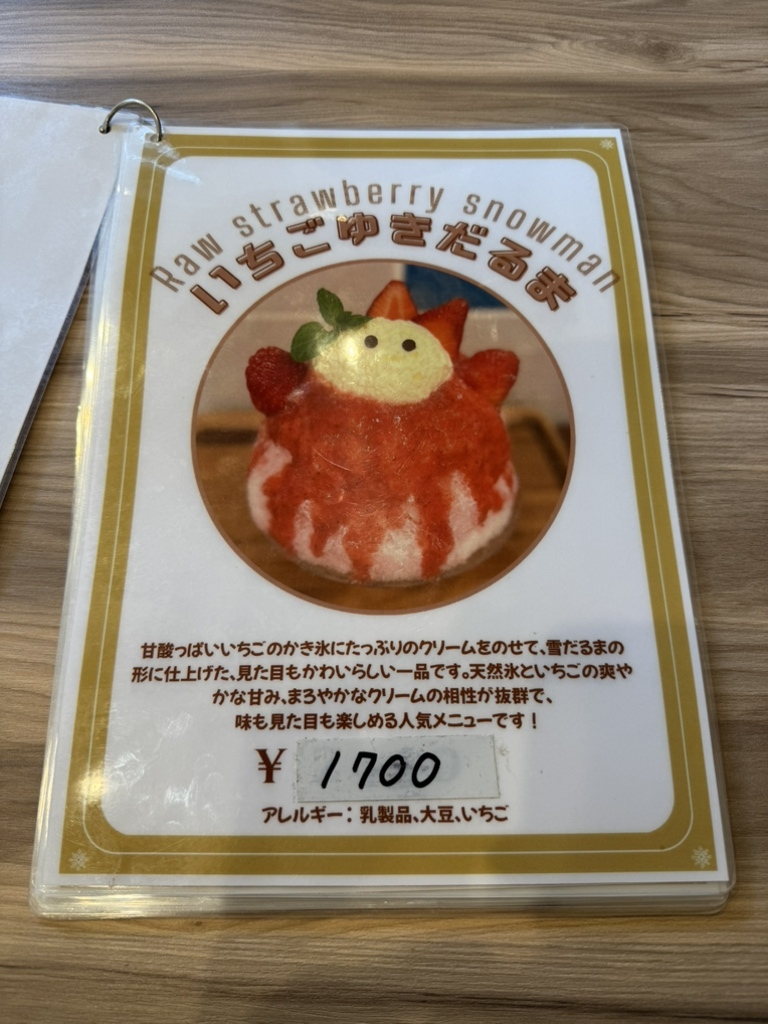 Raw strawberry snowman
いちごゆきだるま
甘酸っぱいいちごのかき氷にたっぷりのクリームをのせて、雪だるまの
形に仕上げた、見た目もかわいらしい一品です。天然氷といちごの爽や
かな甘み、まろやかなクリームの相性が抜群で、
味も見た目も楽しめる人気メニューです！
¥ 1700
アレルギー：乳製品、大豆、いちご